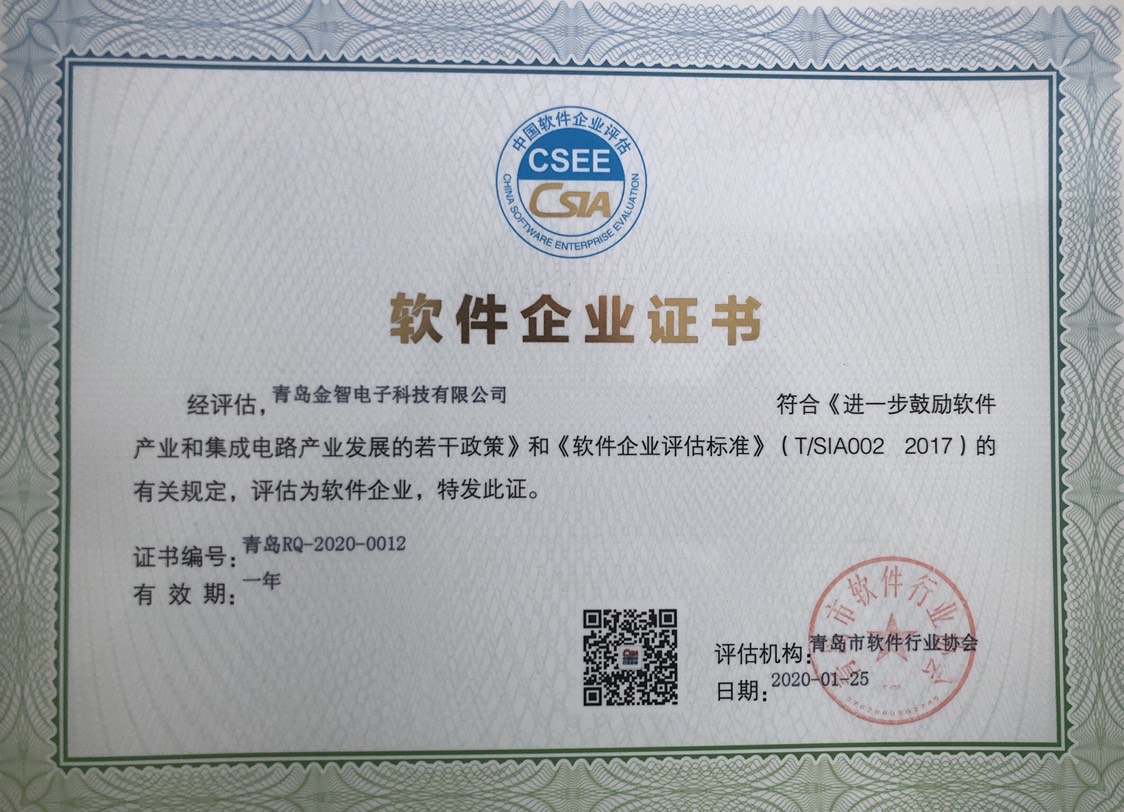 中国软件企业评估
CSEE
CSIA
CHINA SOFTWARE ENTERPRISE EVALUATION
软件企业证书
经评估，青岛金智电子科技有限公司 符合《进一步鼓励软件
产业和集成电路产业发展的若干政策》和《软件企业评估标准》（T/SIA002 2017）的
有关规定，评估为软件企业，特发此证。
证书编号：青岛RQ-2020-0012
有效期：一年
评估机构：青岛市软件行业协会
日期：2020-01-25
青岛市软件行业协会